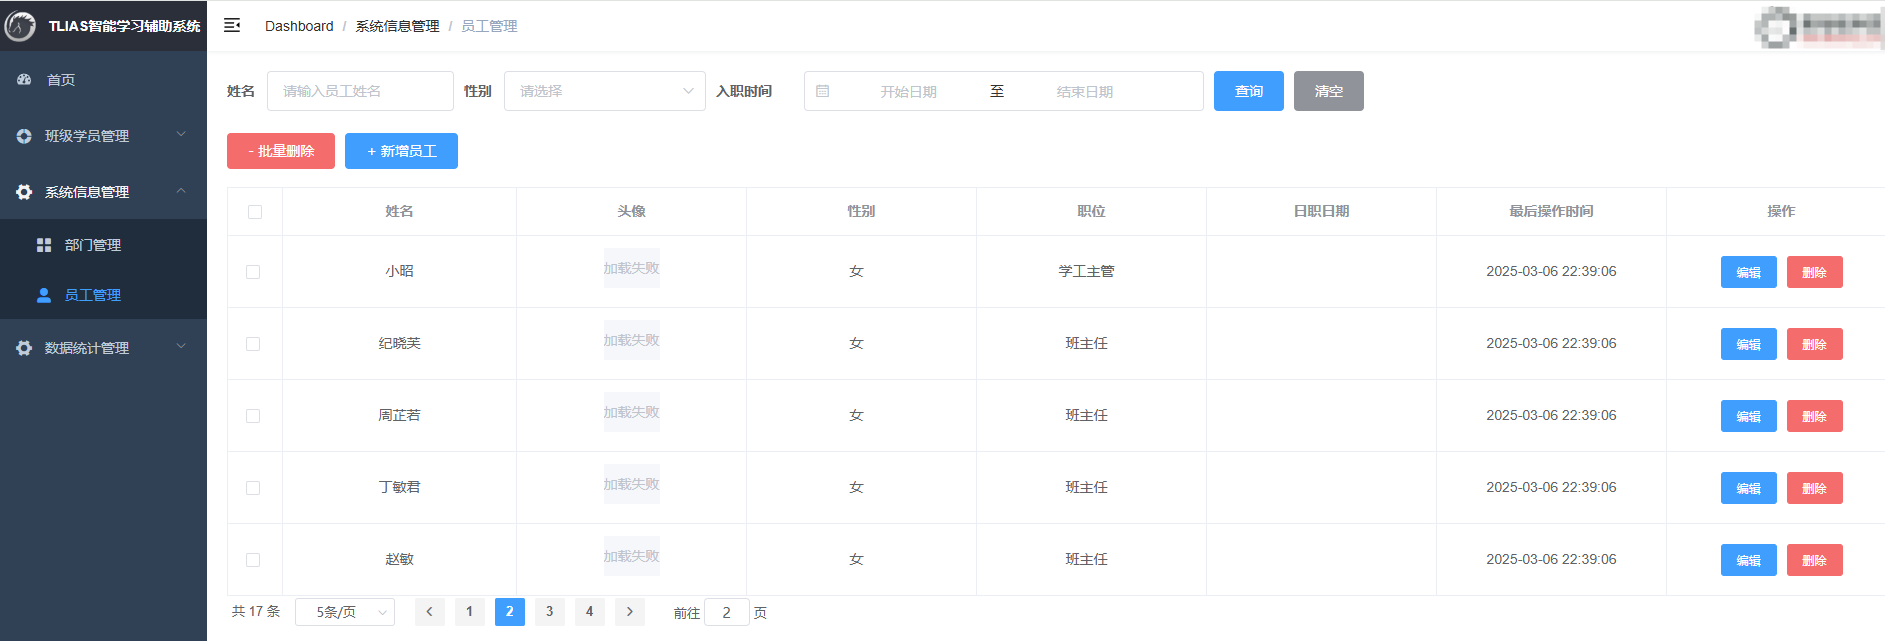 TLIAS智能学习辅助系统
Dashboard / 系统信息管理 / 员工管理
首页
班级学员管理
系统信息管理
部门管理
员工管理
数据统计管理
姓名 请输入员工姓名 性别 请选择 入职时间 开始日期 至 结束日期 查询 清空
- 批量删除 + 新增员工
姓名 头像 性别 职位 日职日期 最后操作时间 操作
小昭 加载失败 女 学工主管 2025-03-06 22:39:06 编辑 删除
纪晓芙 加载失败 女 班主任 2025-03-06 22:39:06 编辑 删除
周芷若 加载失败 女 班主任 2025-03-06 22:39:06 编辑 删除
丁敏君 加载失败 女 班主任 2025-03-06 22:39:06 编辑 删除
赵敏 加载失败 女 班主任 2025-03-06 22:39:06 编辑 删除
共 17 条 5条/页 1 2 3 4 前往 2 页